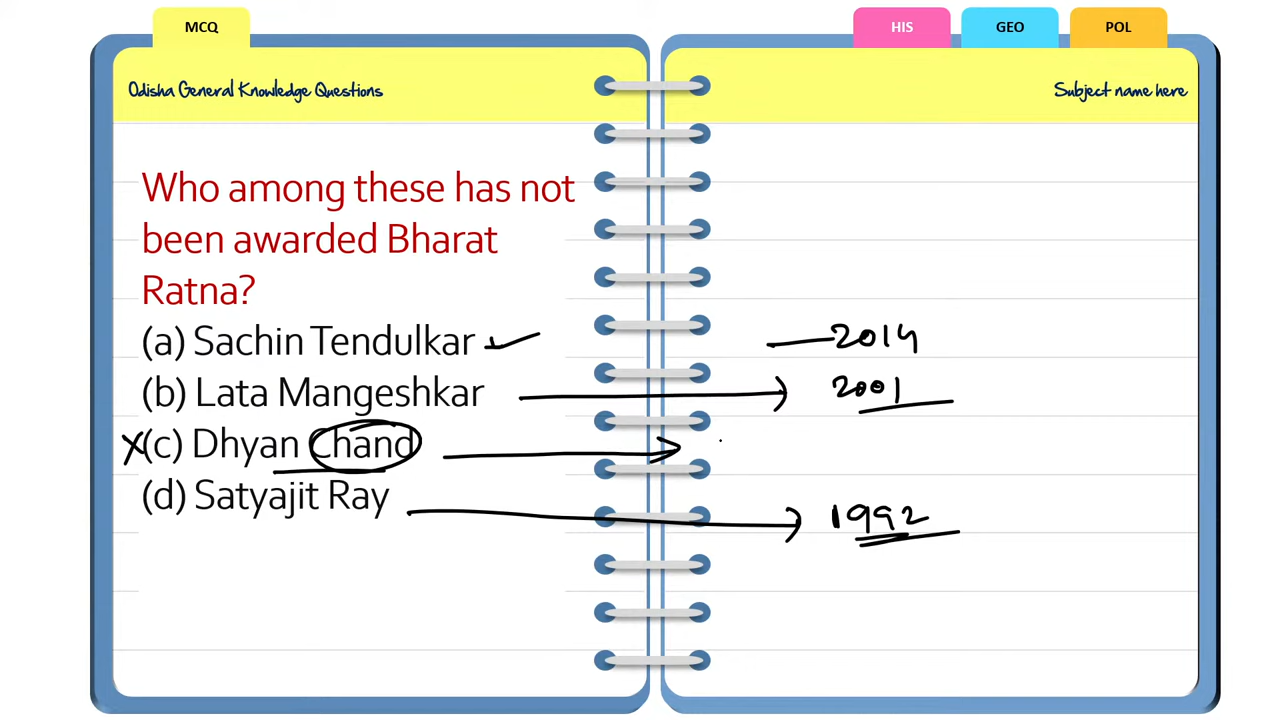 MCQ
HIS
GEO
POL
Odisha General Knowledge Questions
Subject name here
Who among these has not
been awarded Bharat
Ratna?
(a) Sachin Tendulkar
2014
(b) Lata Mangeshkar
2001
(c) Dhyan Chand
(d) Satyajit Ray
1992